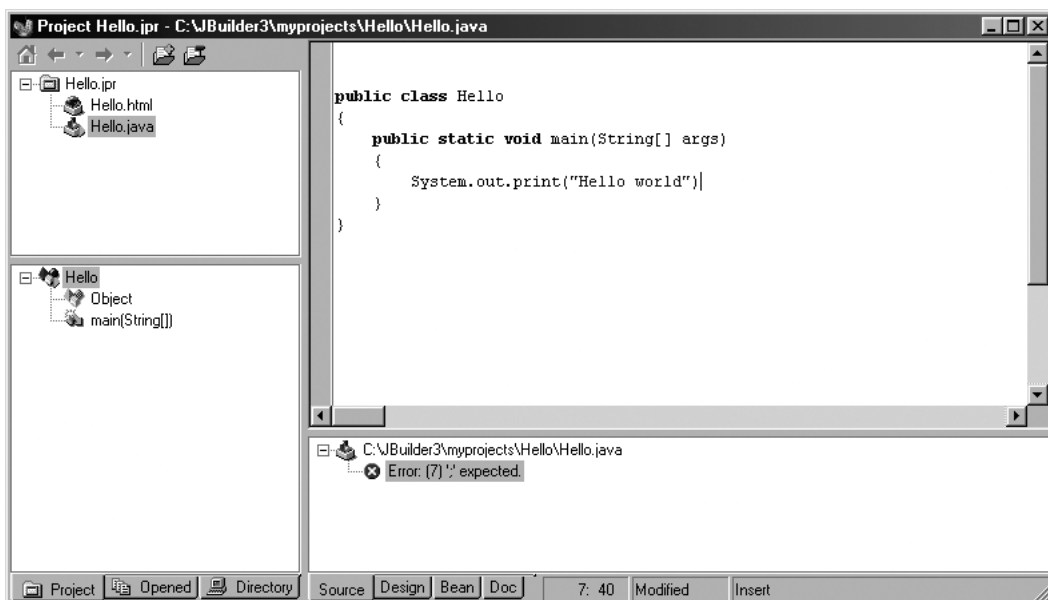 Project Hello.jpr - C:\JBuilder3\myprojects\Hello\Hello.java
Hello.jpr
Hello.html
Hello.java
Hello
Object
main(String[])
public class Hello
{
public static void main(String[] args)
{
System.out.print("Hello world")
}
}
C:\JBuilder3\myprojects\Hello\Hello.java
Error: (7) ';' expected.
Project Opened Directory
Source Design Bean Doc 7: 40 Modified Insert